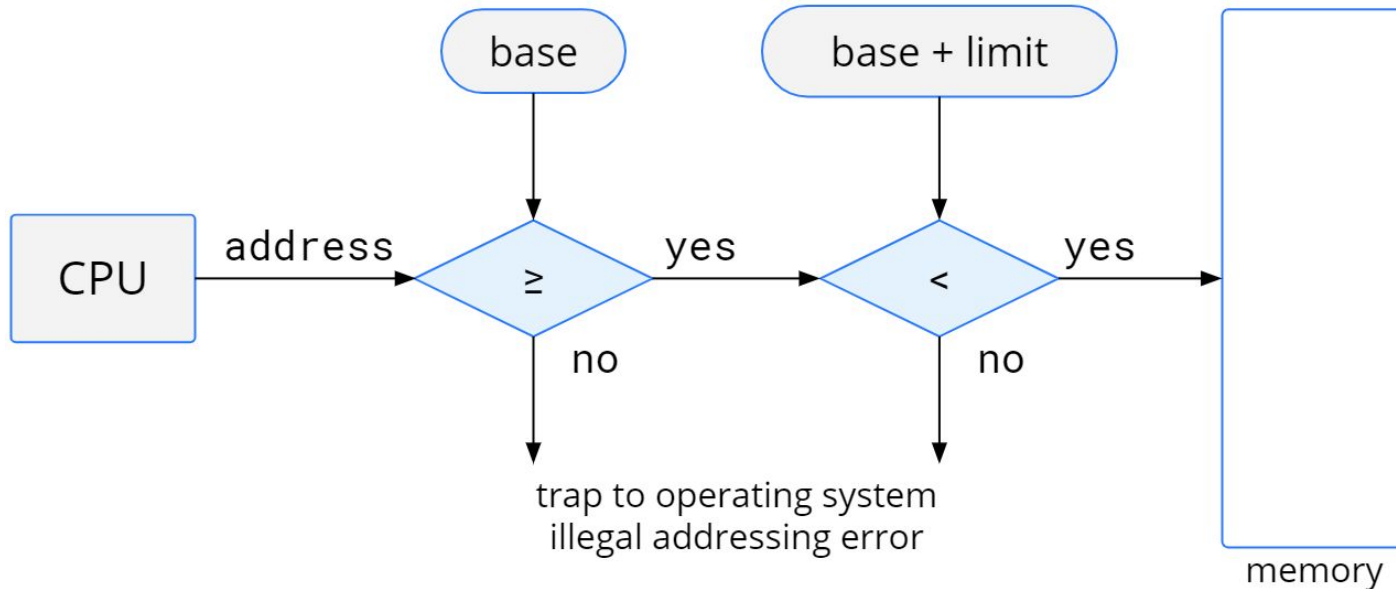 base
base + limit
CPU
address
≥
yes
<
yes
no
no
trap to operating system
illegal addressing error
memory